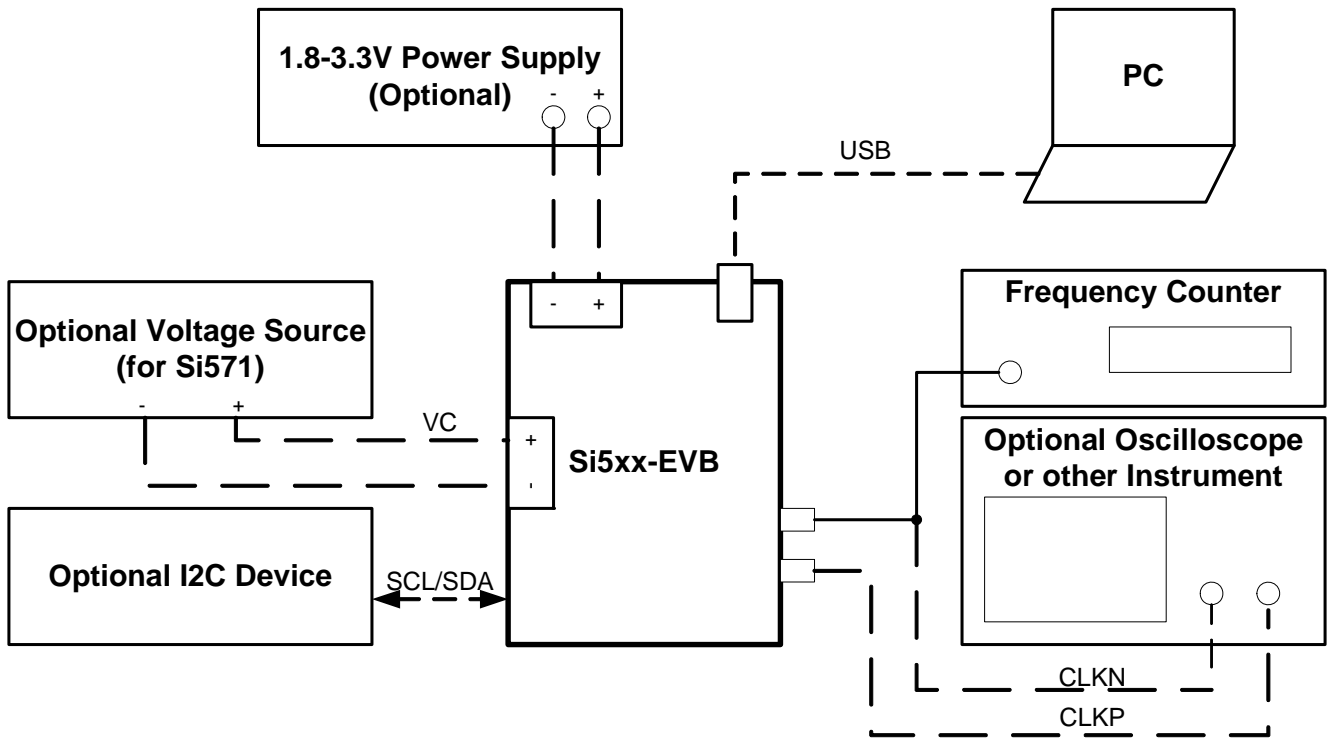 1.8-3.3V Power Supply
(Optional)
- +
PC
USB
- +
Optional Voltage Source
(for Si571)
- +
VC
+
-
Si5xx-EVB
Frequency Counter
Optional Oscilloscope
or other Instrument
Optional I2C Device
SCL/SDA
CLKN
CLKP